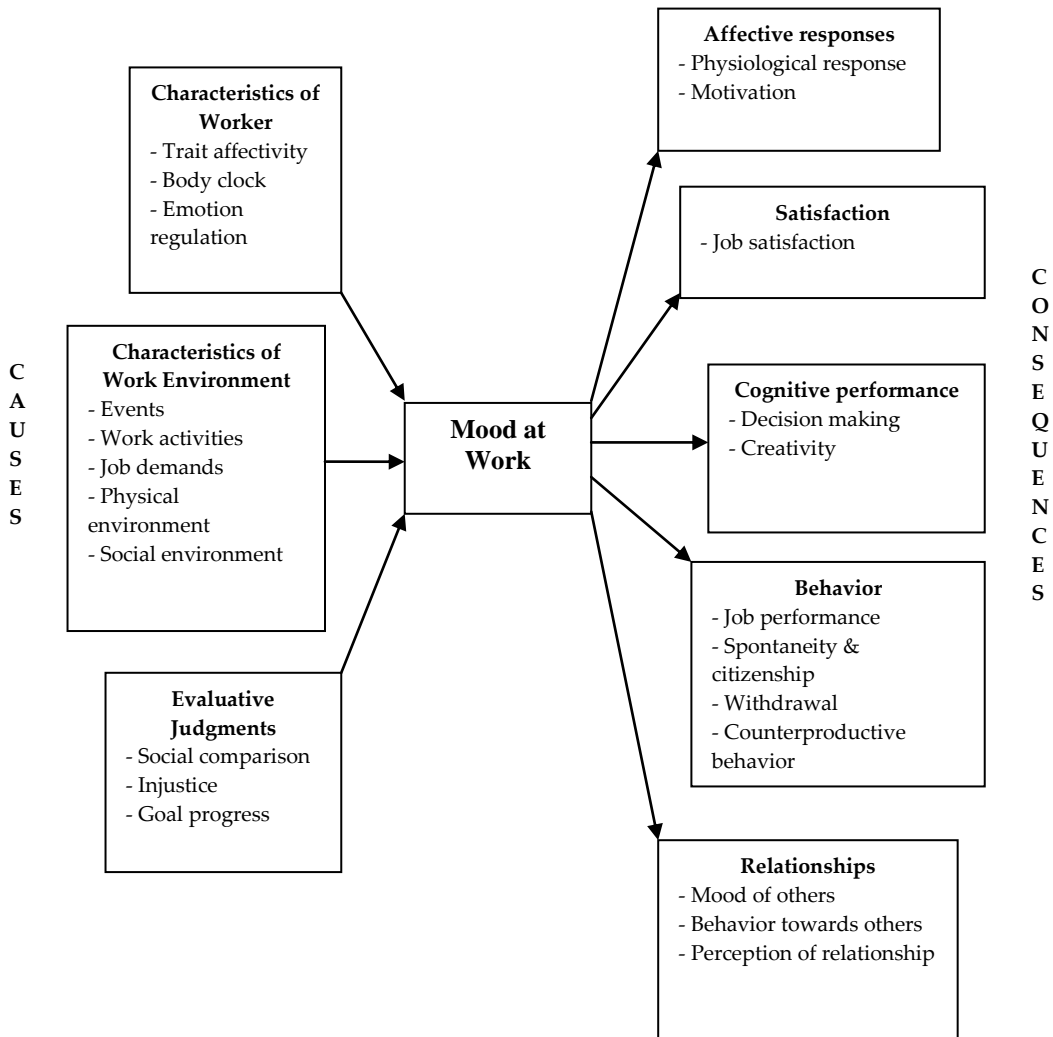 CAUSES
Characteristics of
Worker
- Trait affectivity
- Body clock
- Emotion
regulation
Characteristics of
Work Environment
- Events
- Work activities
- Job demands
- Physical
environment
- Social environment
Evaluative
Judgments
- Social comparison
- Injustice
- Goal progress
Mood at
Work
Affective responses
- Physiological response
- Motivation
Satisfaction
- Job satisfaction
Cognitive performance
- Decision making
- Creativity
Behavior
- Job performance
- Spontaneity &
citizenship
- Withdrawal
- Counterproductive
behavior
Relationships
- Mood of others
- Behavior towards others
- Perception of relationship
CONSEQUENCES